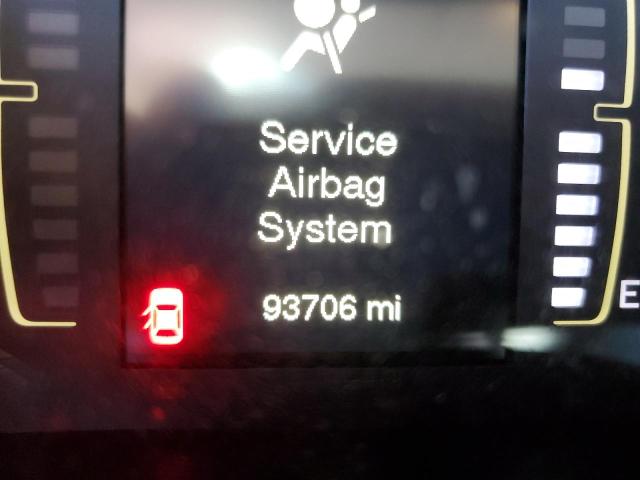 Service
Airbag
System
93706 mi
E